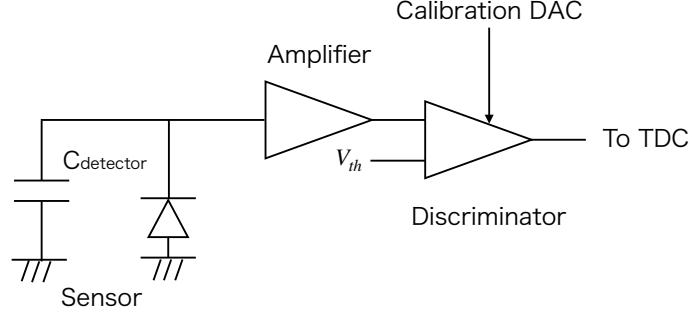 Calibration DAC
Amplifier
Cdetector
Vth
To TDC
Discriminator
Sensor